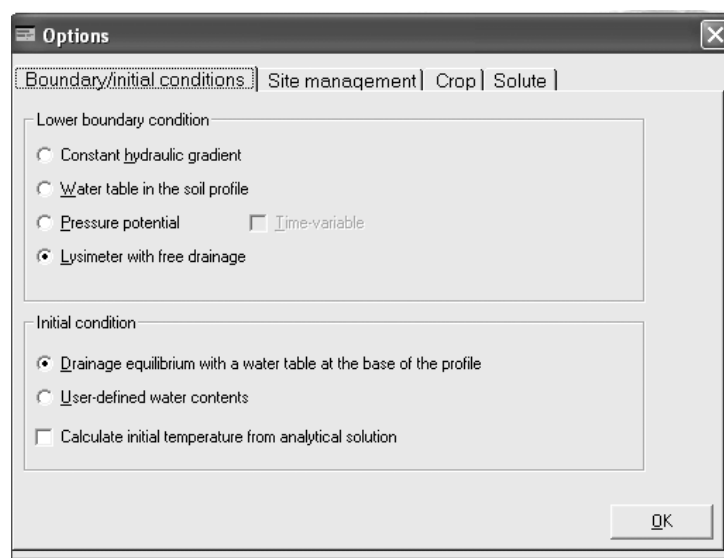 Options
Boundary/initial conditions Site management Crop Solute
Lower boundary condition
Constant hydraulic gradient
Water table in the soil profile
Pressure potential Time-variable
Lysimeter with free drainage
Initial condition
Drainage equilibrium with a water table at the base of the profile
User-defined water contents
Calculate initial temperature from analytical solution
OK